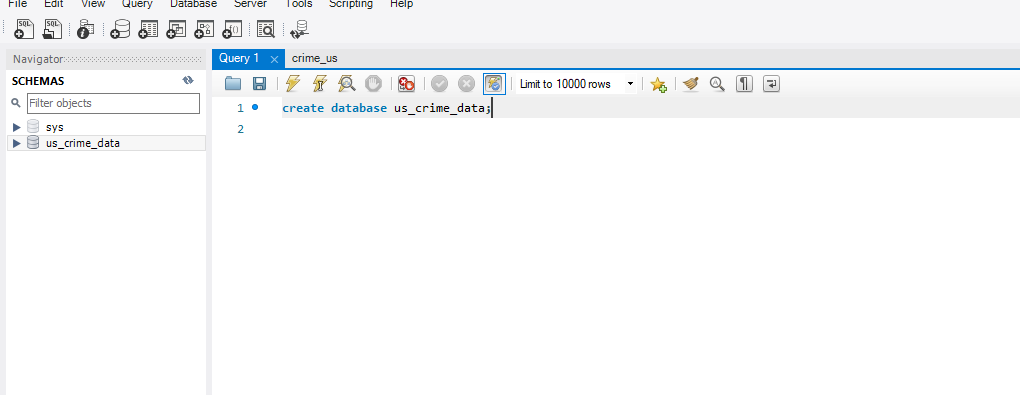 File Edit View Query Database Server Tools Scripting Help
SQL SQL
Navigator
Query 1 × crime_us
SCHEMAS
Filter objects
Limit to 10000 rows
1 create database us_crime_data;
sys
2
us_crime_data